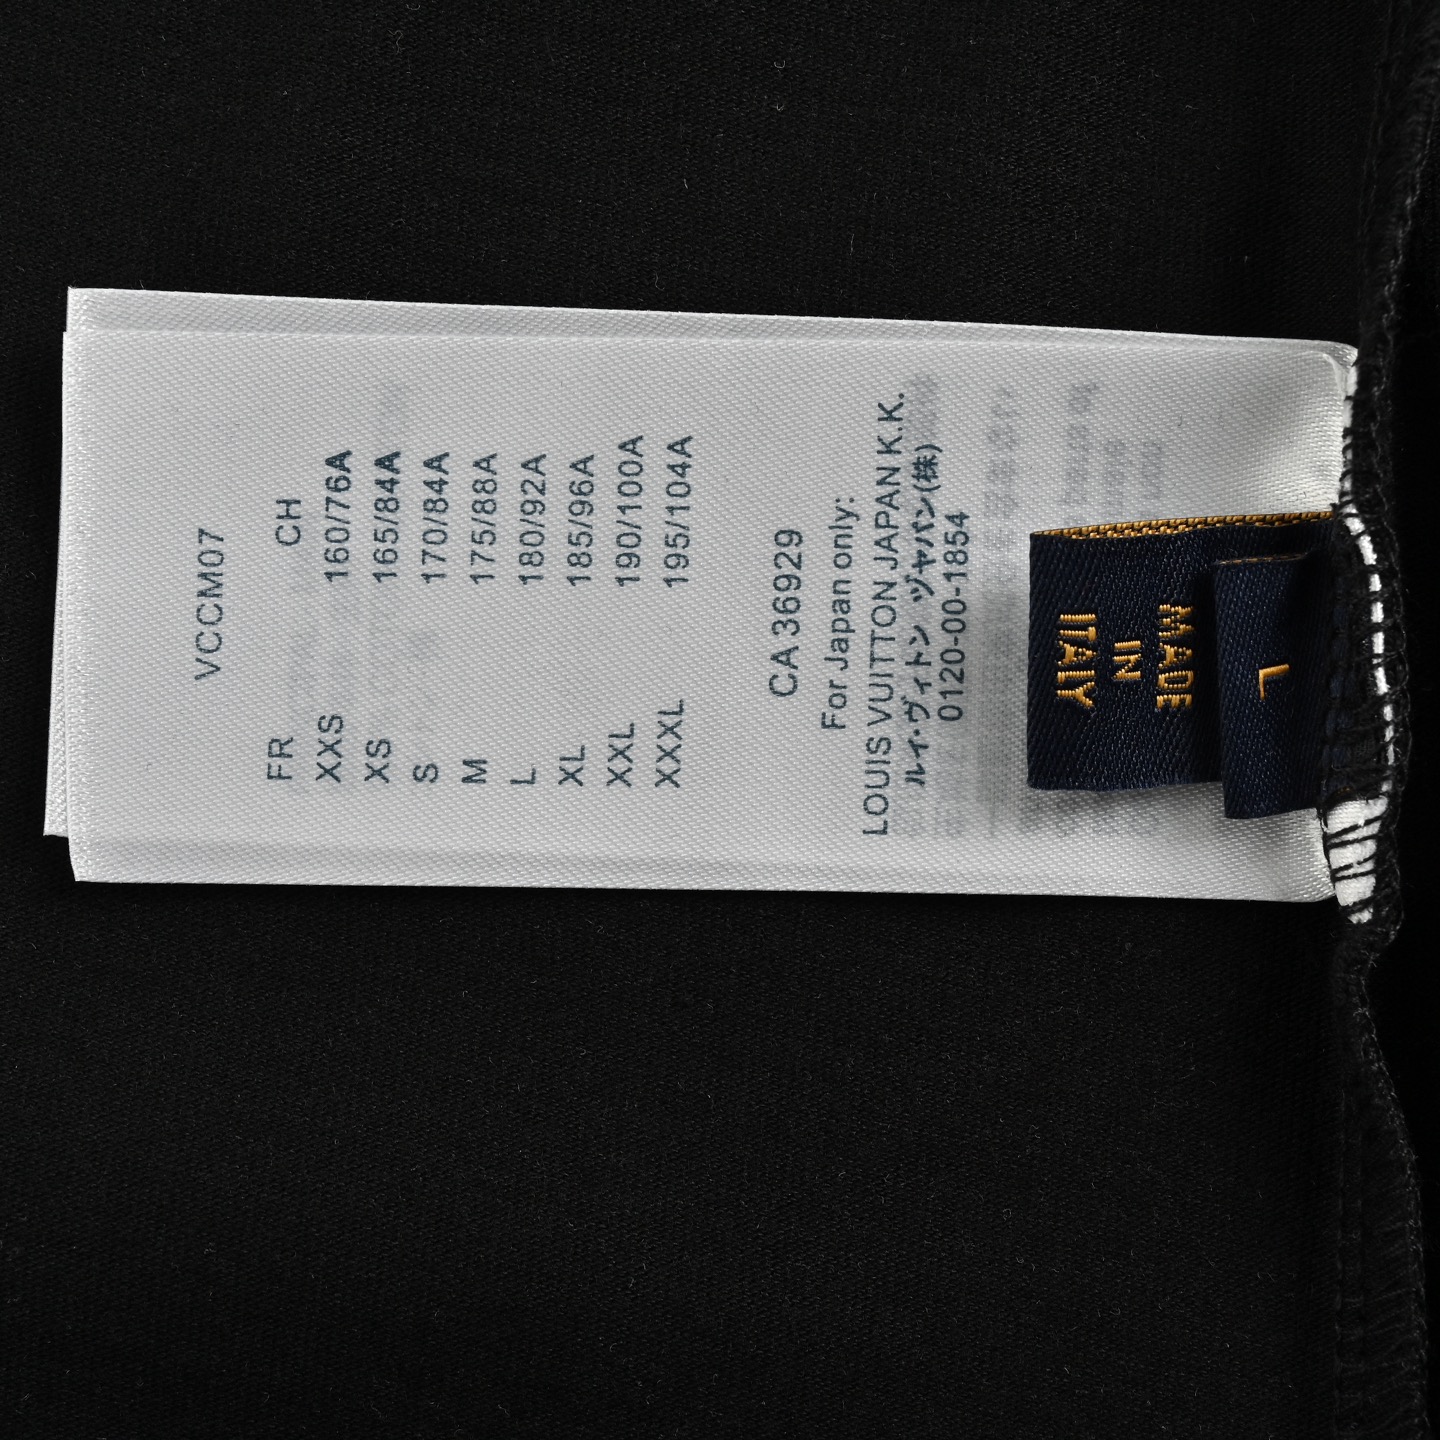 VCCM07
FR CH
XXS 160/76A
XS 165/84A
S 170/84A
M 175/88A
L 180/92A
XL 185/96A
XXL 190/100A
XXXL 195/104A
CA 36929
For Japan only:
LOUIS VUITTON JAPAN K.K.
ルイ・ヴィトン ジャパン(株)
0120-00-1854
MADE
IN
ITALY
L